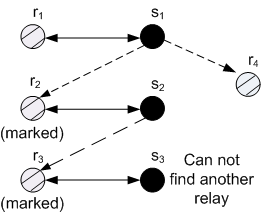 r1 s1
r2 s2 r4
(marked)
r3 s3 Can not
find another
(marked) relay